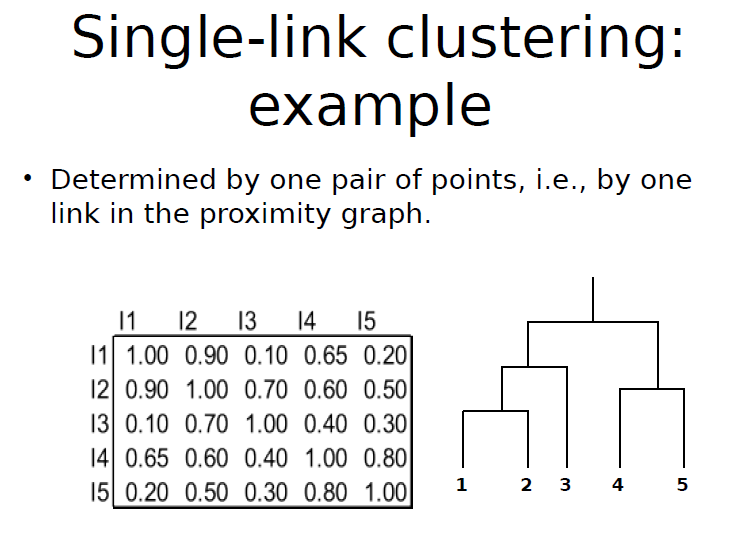 Single-link clustering:
example
• Determined by one pair of points, i.e., by one
link in the proximity graph.
I1 I2 I3 I4 I5
I1 1.00 0.90 0.10 0.65 0.20
I2 0.90 1.00 0.70 0.60 0.50
I3 0.10 0.70 1.00 0.40 0.30
I4 0.65 0.60 0.40 1.00 0.80
I5 0.20 0.50 0.30 0.80 1.00
1 2 3 4 5